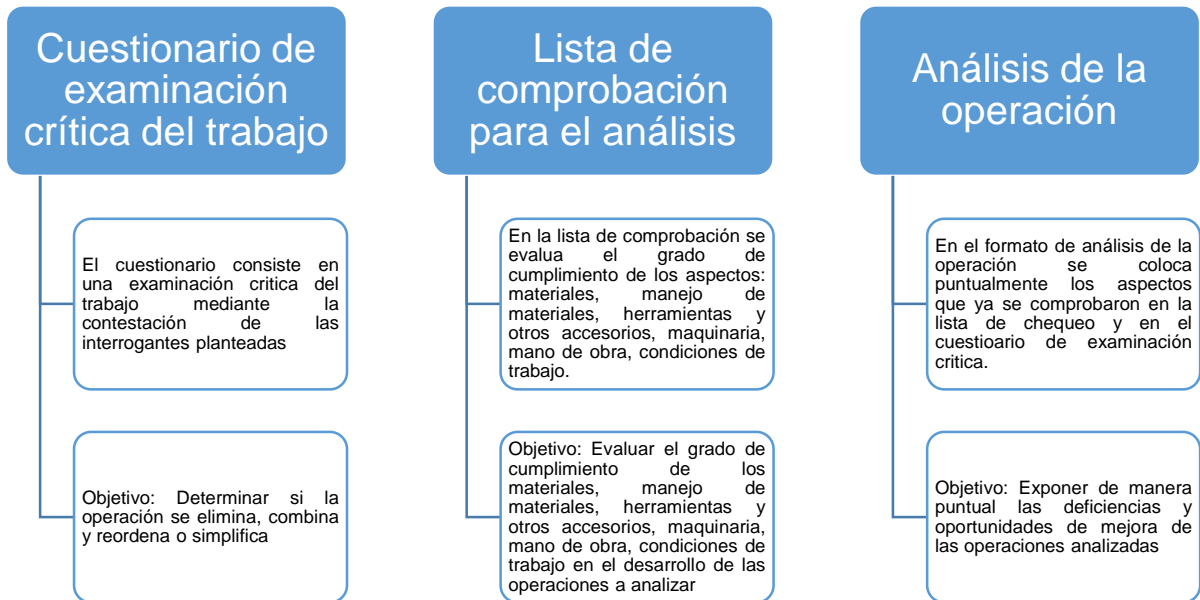 Cuestionario de
examinación
crítica del trabajo
El cuestionario consiste en
una examinación critica del
trabajo mediante la
contestación de las
interrogantes planteadas
Objetivo: Determinar si la
operación se elimina, combina
y reordena o simplifica
Lista de
comprobación
para el análisis
En la lista de comprobación se
evalua el grado de
cumplimiento de los aspectos:
materiales, manejo de
materiales, herramientas y
otros accesorios, maquinaria,
mano de obra, condiciones de
trabajo.
Objetivo: Evaluar el grado de
cumplimiento de los
materiales, manejo de
materiales, herramientas y
otros accesorios, maquinaria,
mano de obra, condiciones de
trabajo en el desarrollo de las
operaciones a analizar
Análisis de la
operación
En el formato de análisis de la
operación se coloca
puntualmente los aspectos
que ya se comprobaron en la
lista de chequeo y en el
cuestioario de examinación
critica.
Objetivo: Exponer de manera
puntual las deficiencias y
oportunidades de mejora de
las operaciones analizadas